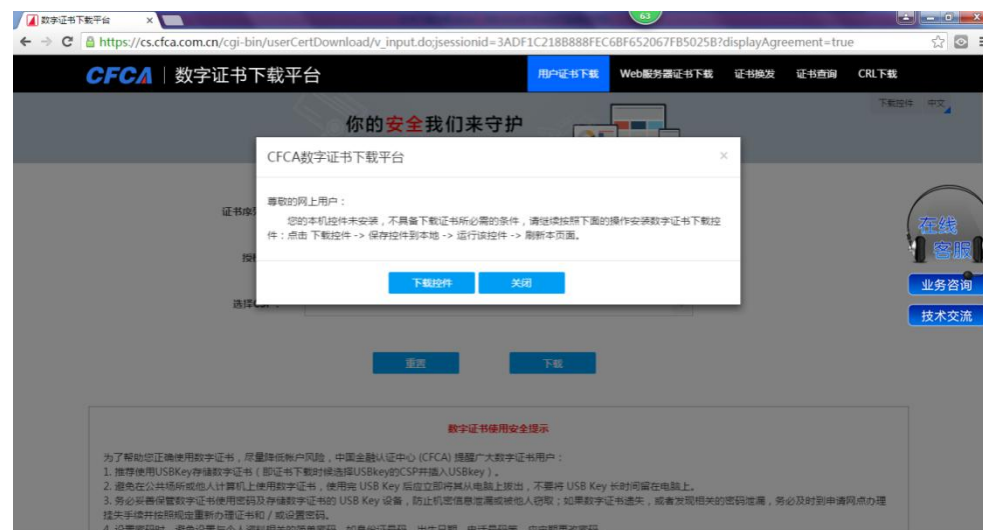 数字证书下载平台
63
https://cs.cfca.com.cn/cgi-bin/userCertDownload/v_input.do;jsessionid=3ADF1C218B888FEC6BF652067FB5025B?displayAgreement=true
CFCA 数字证书下载平台 用户证书下载 Web服务器证书下载 证书换发 证书查询 CRL下载
下载控件 中文
你的安全我们来守护
CFCA数字证书下载平台
尊敬的网上用户：
您的本机控件未安装，不具备下载证书所必需的条件，请继续按照下面的操作安装数字证书下载控
件：点击 下载控件 -> 保存控件到本地 -> 运行该控件 -> 刷新本页面。
下载控件 关闭
证书序
选择
在线
客服
业务咨询
技术交流
重置 下载
数字证书使用安全提示
为了帮助您正确使用数字证书，尽量降低帐户风险，中国金融认证中心 (CFCA) 提醒广大数字证书用户：
1. 推荐使用USBKey存储数字证书（即证书下载时候选择USBkey的CSP并插入USBkey）。
2. 避免在公共场所或他人计算机上使用数字证书，使用完 USB Key 后应立即将其从电脑上拔出，不要将 USB Key 长时间留在电脑上。
3. 务必妥善保管数字证书使用密码及存储数字证书的 USB Key 设备，防止机密信息泄漏或被他人窃取；如果数字证书遗失，或者发现相关的密码泄漏，务必及时到申请网点办理
挂失手续并按照规定重新办理证书和 / 或设置密码。